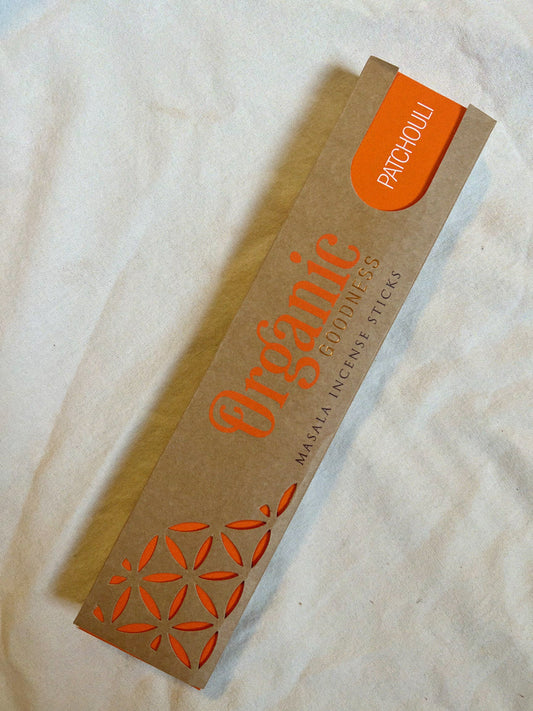 PATCHOULI
Organic
GOODNESS
MASALA INCENSE STICKS